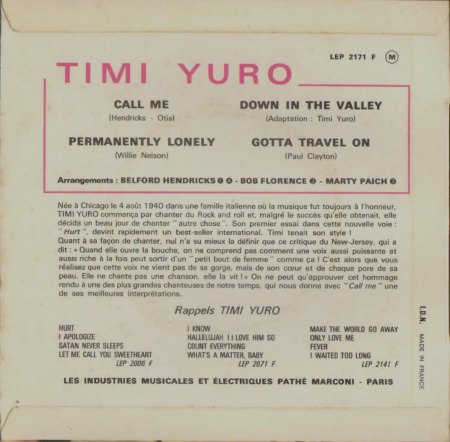 LEP 2171 F M
TIMI YURO
CALL ME DOWN IN THE VALLEY
(Hendricks - Otis) (Adaptation : Timi Yuro)
PERMANENTLY LONELY GOTTA TRAVEL ON
(Willie Nelson) (Paul Clayton)
Arrangements : BELFORD HENDRICKS - BOB FLORENCE - MARTY PAICH
Née à Chicago le 4 août 1940 dans une famille italienne où la musique fut toujours à l'honneur,
TIMI YURO commença par chanter du Rock and roll et, malgré le succès qu'elle obtenait, elle
décida un beau jour de chanter " autre chose ". Son premier essai dans cette nouvelle voie :
" Hurt ", devint rapidement un best-seller international. Timi tenait son style !
Quant à sa façon de chanter, nul n'a su mieux la définir que ce critique du New-Jersey, qui a
dit : « Quand elle ouvre la bouche, on ne comprend pas comment une voix aussi puissante et
aussi riche à la fois peut sortir d'un " petit bout de femme " comme ça ! C'est alors que vous
réalisez que cette voix ne vient pas de sa gorge, mais de son cœur et de chaque pore de sa
peau. Elle ne chante pas une chanson, elle la vit ! » On ne peut qu'approuver cet hommage
rendu à une des plus grandes chanteuses de notre temps, qui nous donne avec " Call me " une
de ses meilleures interprétations.
Rappels TIMI YURO
HURT I KNOW MAKE THE WORLD GO AWAY
I APOLOGIZE HALLELUJAH ! I LOVE HIM SO ONLY LOVE ME
SATAN NEVER SLEEPS COUNT EVERYTHING FEVER
LET ME CALL YOU SWEETHEART WHAT'S A MATTER, BABY I WAITED TOO LONG
LEP 2006 F LEP 2071 F LEP 2141 F
LES INDUSTRIES MUSICALES ET ÉLECTRIQUES PATHÉ MARCONI - PARIS
I.D.N. MADE IN FRANCE